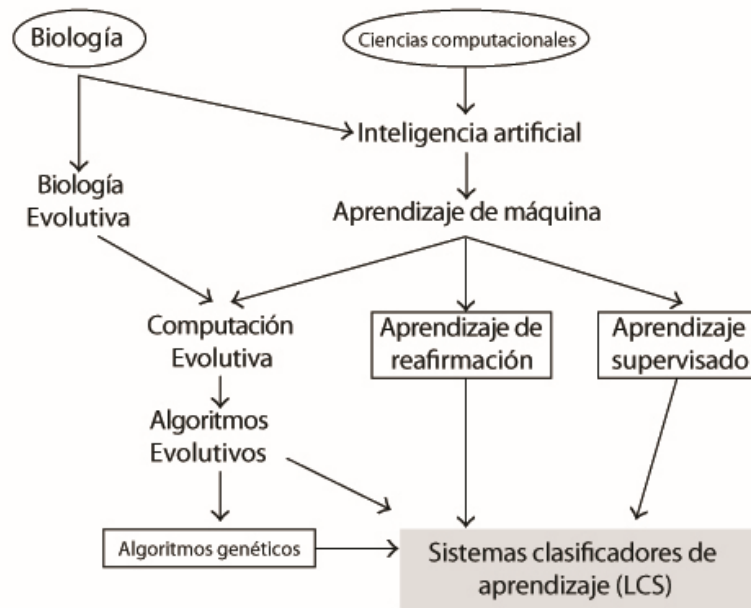 Biología
Ciencias computacionales
Inteligencia artificial
Biología
Evolutiva
Aprendizaje de máquina
Computación
Evolutiva
Aprendizaje de
reafirmación
Aprendizaje
supervisado
Algoritmos
Evolutivos
Algoritmos genéticos
Sistemas clasificadores de
aprendizaje (LCS)